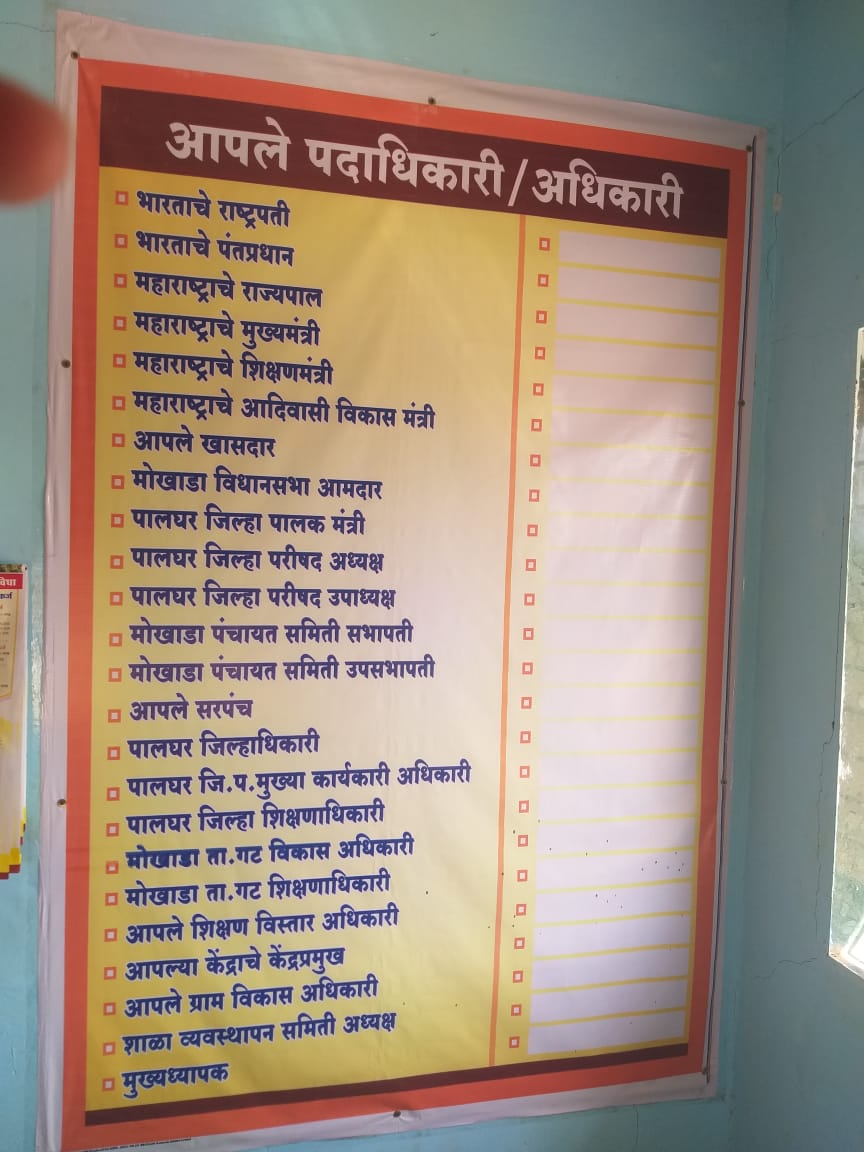 आपले पदाधिकारी/अधिकारी
भारताचे राष्ट्रपती
भारताचे पंतप्रधान
महाराष्ट्राचे राज्यपाल
महाराष्ट्राचे मुख्यमंत्री
महाराष्ट्राचे शिक्षणमंत्री
महाराष्ट्राचे आदिवासी विकास मंत्री
आपले खासदार
मोखाडा विधानसभा आमदार
पालघर जिल्हा पालक मंत्री
पालघर जिल्हा परीषद अध्यक्ष
पालघर जिल्हा परीषद उपाध्यक्ष
मोखाडा पंचायत समिती सभापती
मोखाडा पंचायत समिती उपसभापती
आपले सरपंच
पालघर जिल्हाधिकारी
पालघर जि.प.मुख्या कार्यकारी अधिकारी
पालघर जिल्हा शिक्षणाधिकारी
मोखाडा ता.गट विकास अधिकारी
मोखाडा ता.गट शिक्षणाधिकारी
आपले शिक्षण विस्तार अधिकारी
आपल्या केंद्राचे केंद्रप्रमुख
आपले ग्राम विकास अधिकारी
शाळा व्यवस्थापन समिती अध्यक्ष
मुख्यध्यापक